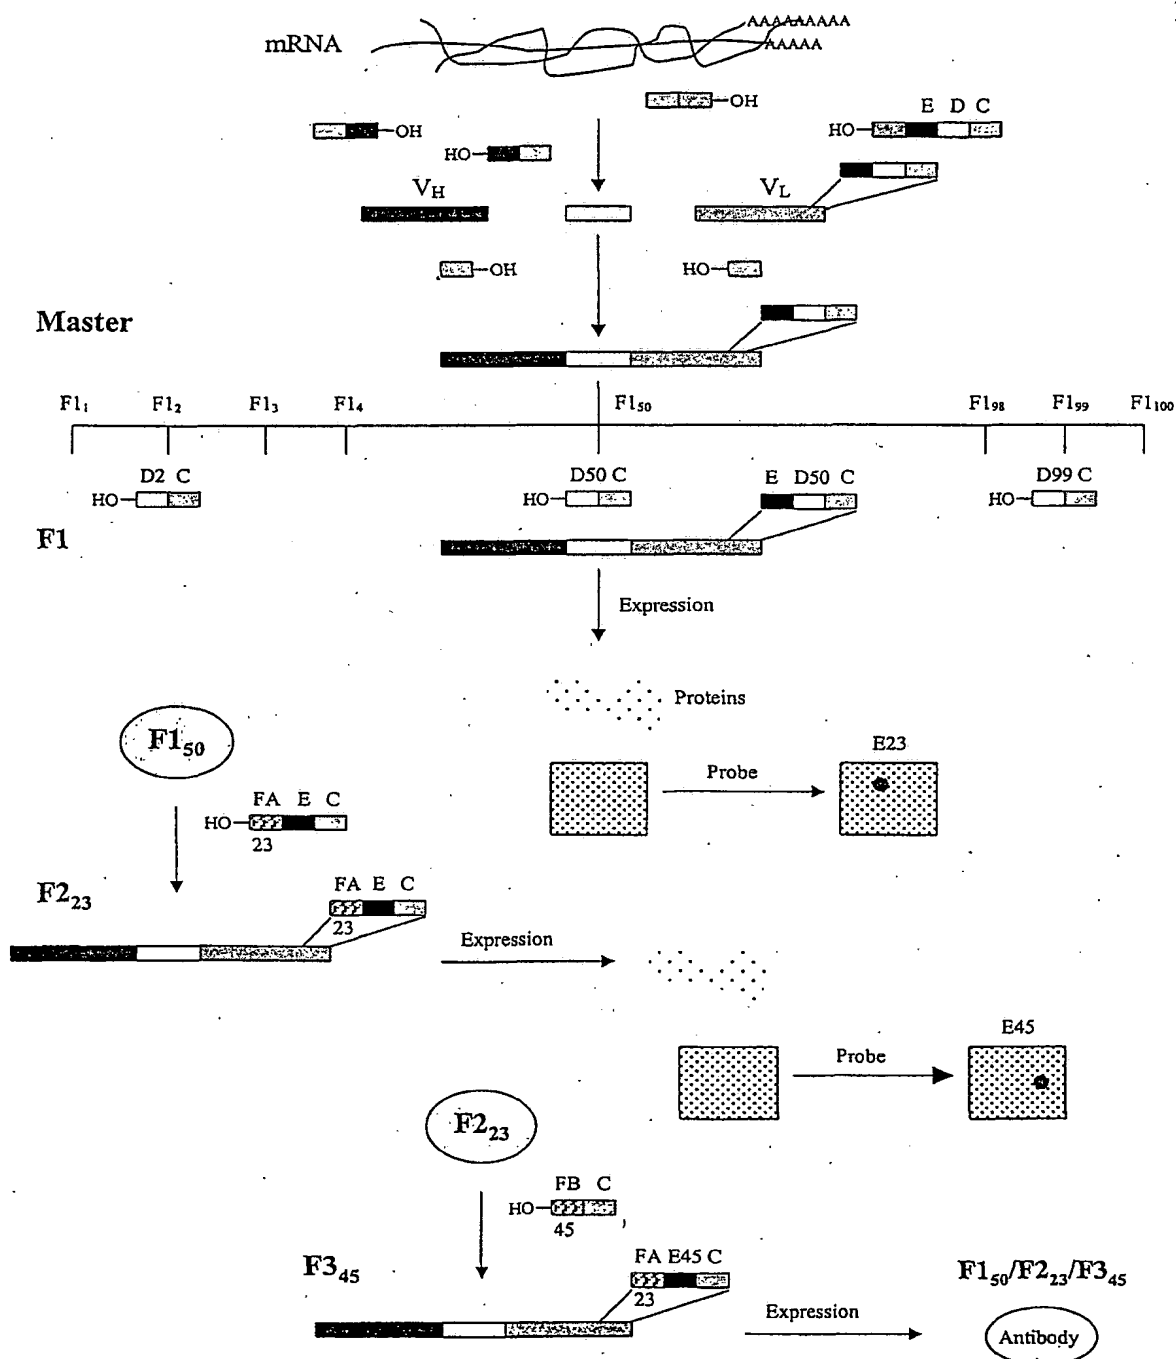 AAAAAAAAA
mRNA
AAAAA
OH
E D C
OH
HO
HO
VH
VL
OH
HO
Master
F1₁ F1₂ F1₃ F1₄ F1₅₀ F1₉₈ F1₉₉ F1₁₀₀
D2 C
D50 C
E D50 C
D99 C
HO
HO
HO
F1
Expression
Proteins
F1₅₀
E23
Probe
FA E C
HO
23
F2₂₃
FA E C
23
Expression
E45
Probe
F2₂₃
FB C
HO
45
F3₄₅
FA E45 C
23
F1₅₀/F2₂₃/F3₄₅
Expression
Antibody